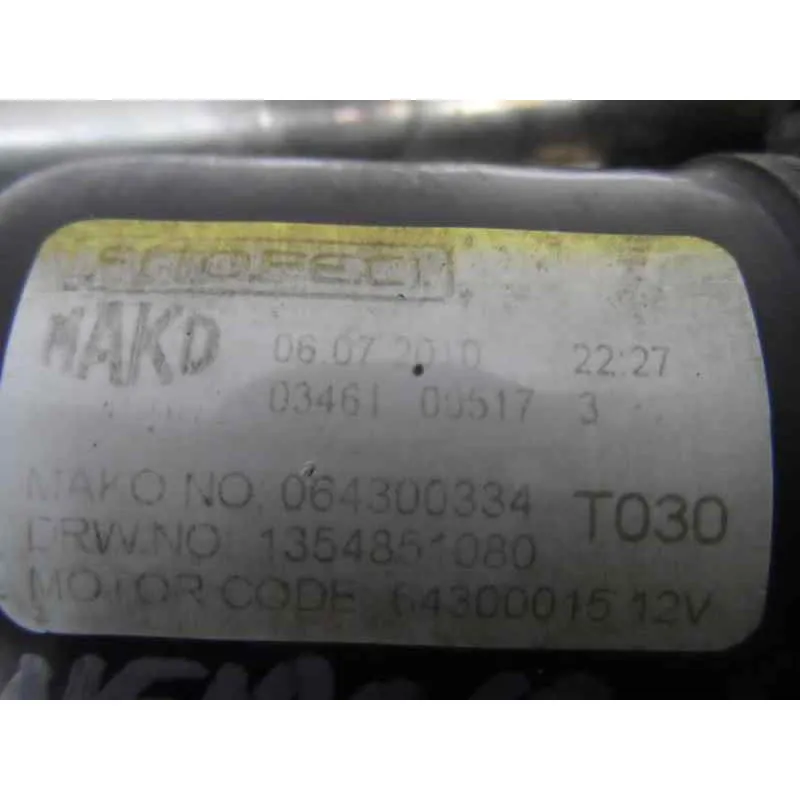 MAKO 06.07.2010 22:27
03461 00517 3
MAKO NO. 064300334 T030
DRW.NO 1354851080
MOTOR CODE 64300015 12V